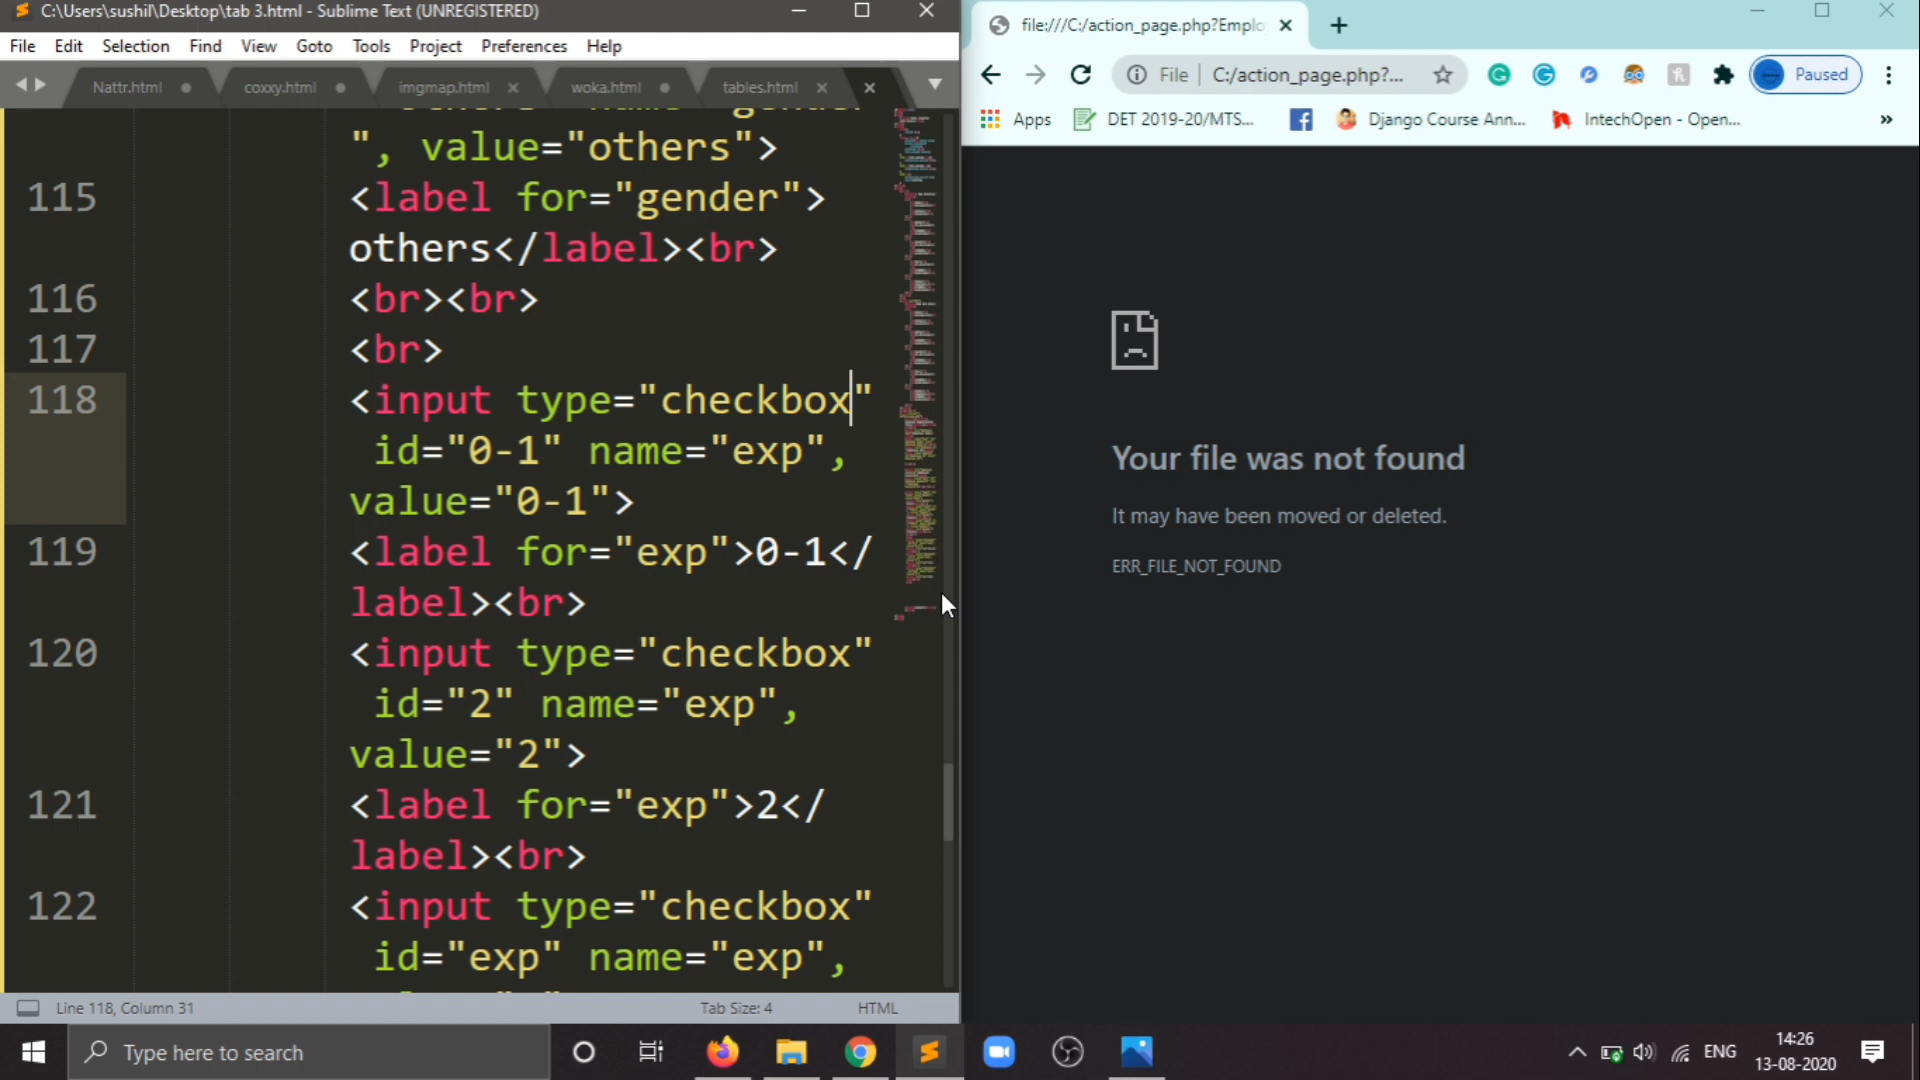 C:\Users\sushil\Desktop\tab 3.html - Sublime Text (UNREGISTERED)
File Edit Selection Find View Goto Tools Project Preferences Help
Nattr.html coxxy.html imgmap.html woka.html tables.html
", value="others">
115 <label for="gender">
others</label><br>
116 <br><br>
117 <br>
118 <input type="checkbox"
id="0-1" name="exp",
value="0-1">
119 <label for="exp">0-1</
label><br>
120 <input type="checkbox"
id="2" name="exp",
value="2">
121 <label for="exp">2</
label><br>
122 <input type="checkbox"
id="exp" name="exp",
Line 118, Column 31 Tab Size: 4 HTML
file:///C:/action_page.php?Emplo
File C:/action_page.php?... Paused
Apps DET 2019-20/MTS... Django Course Ann... IntechOpen - Open... »
Your file was not found
It may have been moved or deleted.
ERR_FILE_NOT_FOUND
Type here to search
ENG 14:26
13-08-2020